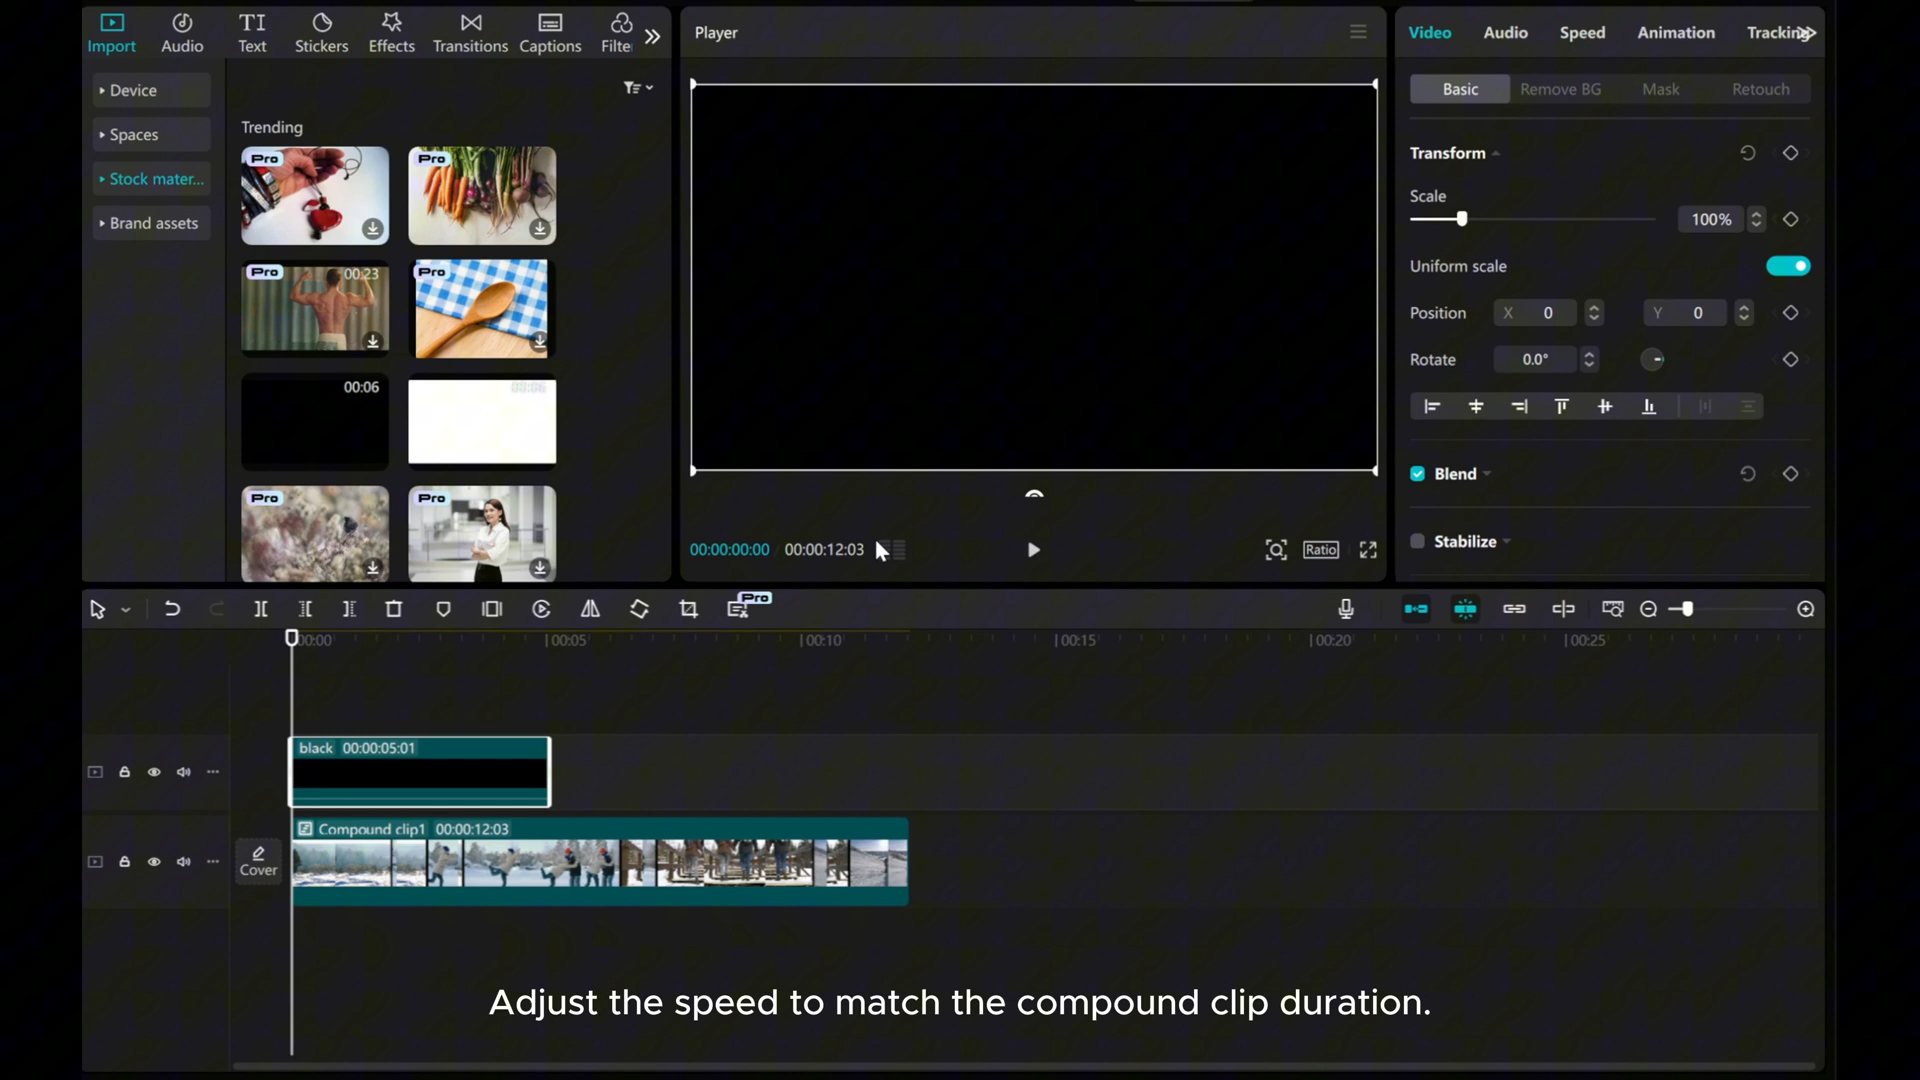 Import
Audio
Text
Stickers
Effects
Transitions
Captions
Filte
Device
Spaces
Stock mater...
Brand assets
Trending
Pro
Pro
Pro
00:23
Pro
00:06
00:06
Pro
Pro
Player
00:00:00:00
00:00:12:03
Ratio
Video
Audio
Speed
Animation
Tracking
Basic
Remove BG
Mask
Retouch
Transform
Scale
100%
Uniform scale
Position
X 0
Y 0
Rotate
0.0°
Blend
Stabilize
Pro
00:00
00:05
00:10
00:15
00:20
00:25
black 00:00:05:01
Cover
Compound clip1 00:00:12:03
Adjust the speed to match the compound clip duration.